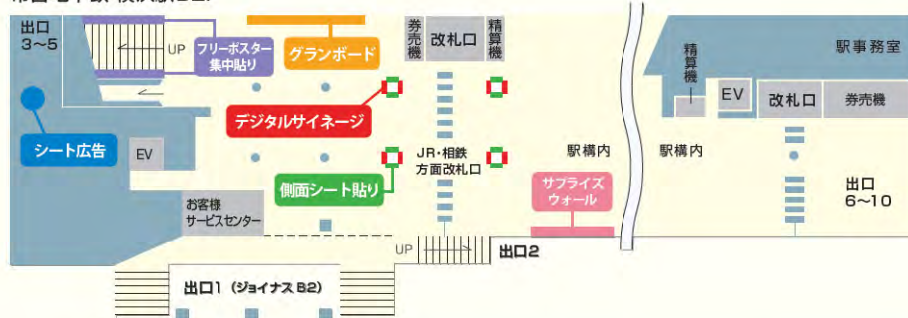 出口
3〜5
UP
フリーポスター
集中貼り
グランボード
券売機
改札口
精算機
精算機
駅事務室
EV
改札口
券売機
デジタルサイネージ
シート広告
EV
JR・相鉄
方面改札口
駅構内
駅構内
側面シート貼り
サプライズ
ウォール
お客様
サービスセンター
出口
6〜10
UP
出口2
出口1（ジョイナスB2）